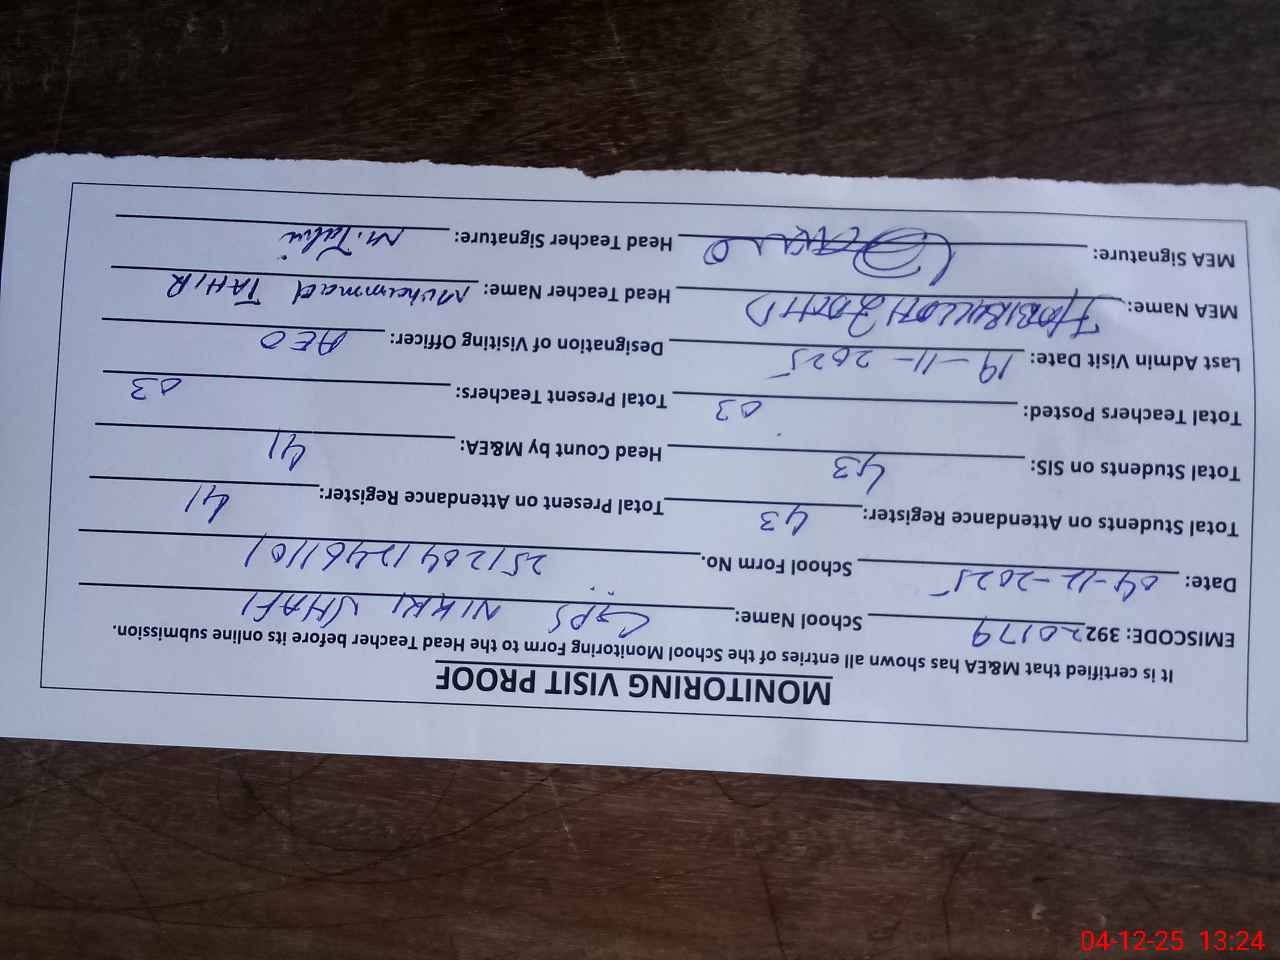 MONITORING VISIT PROOF
It is certified that M&EA has shown all entries of the School Monitoring Form to the Head Teacher before its online submission.
EMISCODE: 39220179 School Name: GPS NIKKRI SHAFI
Date: 04-12-2025 School Form No. 
Total Students on Attendance Register: 43 Total Present on Attendance Register: 41
Total Students on SIS: 43 Head Count by M&EA: 41
Total Teachers Posted: 03 Total Present Teachers: 03
Last Admin Visit Date: 19-11-2025 Designation of Visiting Officer: AEO
MEA Name: Head Teacher Name: Muhammad TAHIR
MEA Signature: Head Teacher Signature: M.Tahir
04-12-25 13:24